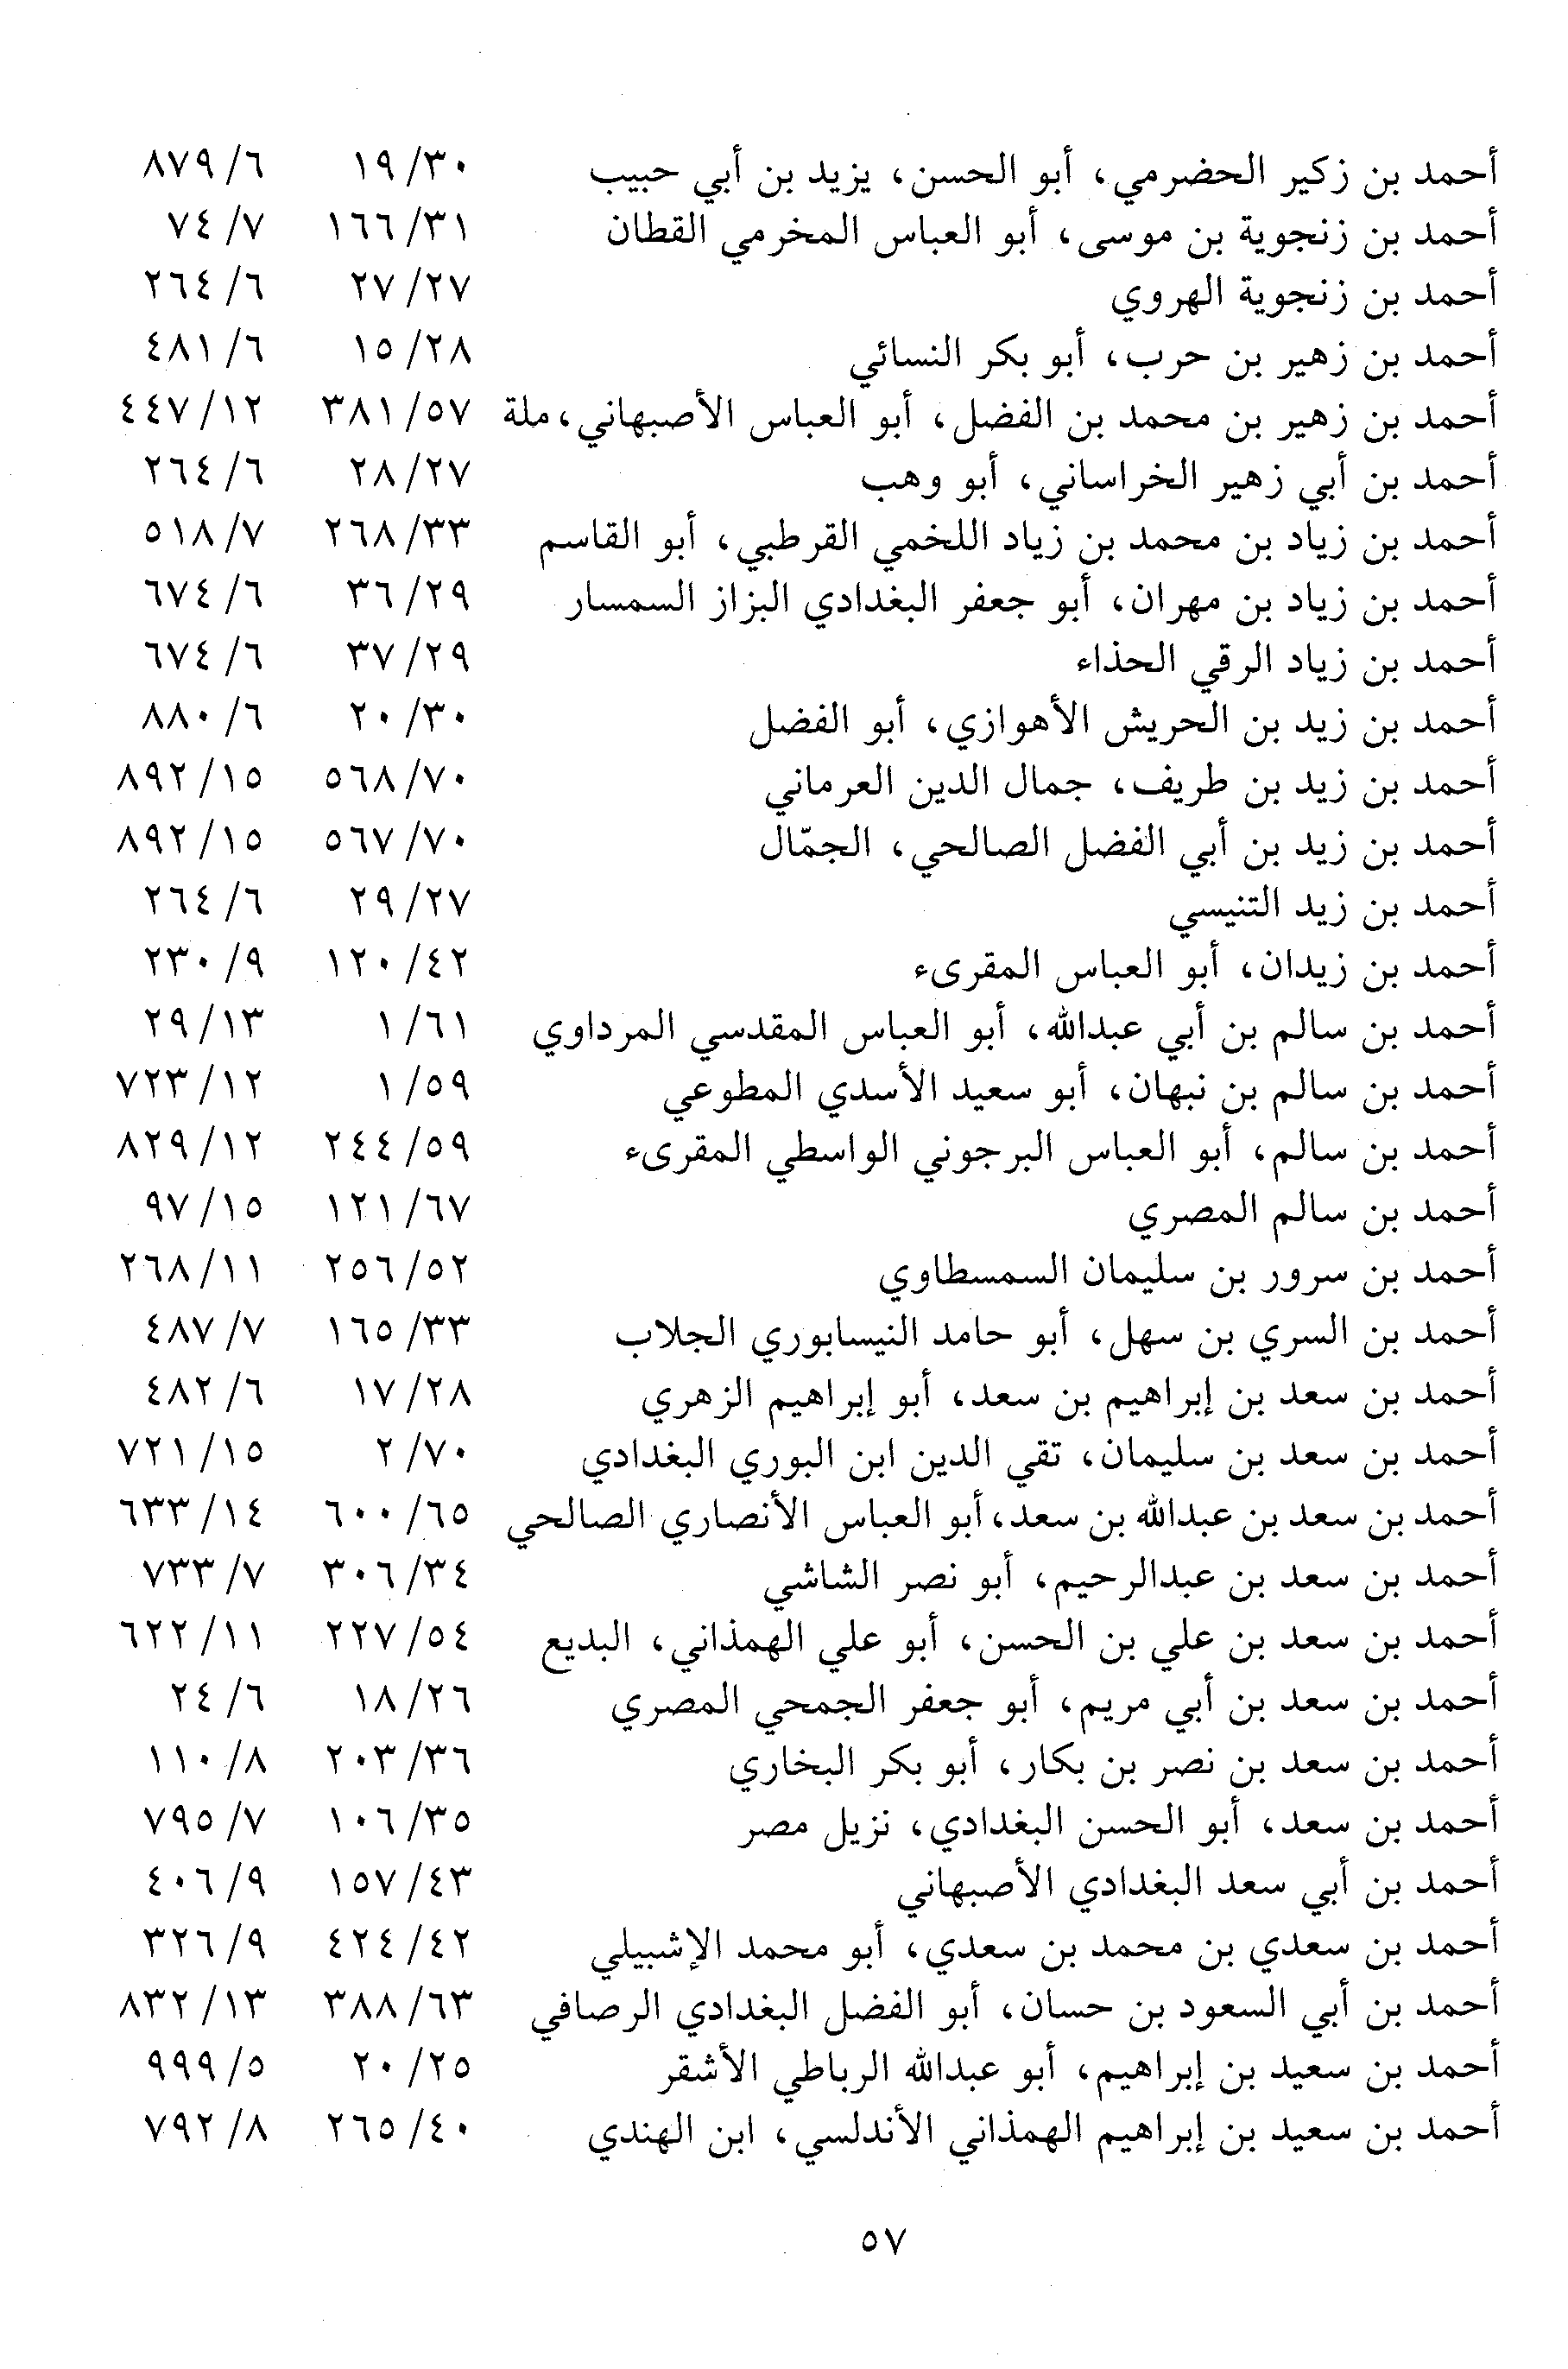 أحمد بن زكير الحضرمي، أبو الحسن، يزيد بن أبي حبيب ١٩/٣٠ ٨٧٩/٦
أحمد بن زنجوية بن موسى، أبو العباس المخرمي القطان ١٦٦/٣١ ٧٤/٧
أحمد بن زنجوية الهروي ٢٧/٢٧ ٢٦٤/٦
أحمد بن زهير بن حرب، أبو بكر النسائي ١٥/٢٨ ٤٨١/٦
أحمد بن زهير بن محمد بن الفضل، أبو العباس الأصبهاني، ملة ٣٨١/٥٧ ٤٤٧/١٢
أحمد بن أبي زهير الخراساني، أبو وهب ٢٨/٢٧ ٢٦٤/٦
أحمد بن زياد بن محمد بن زياد اللخمي القرطبي، أبو القاسم ٢٦٨/٣٣ ٥١٨/٧
أحمد بن زياد بن مهران، أبو جعفر البغدادي البزاز السمسار ٣٦/٢٩ ٦٧٤/٦
أحمد بن زياد الرقي الحذاء ٣٧/٢٩ ٦٧٤/٦
أحمد بن زيد بن الحريش الأهوازي، أبو الفضل ٢٠/٣٠ ٨٨٠/٦
أحمد بن زيد بن طريف، جمال الدين العرماني ٥٦٨/٧٠ ٨٩٢/١٥
أحمد بن زيد بن أبي الفضل الصالحي، الجمّال ٥٦٧/٧٠ ٨٩٢/١٥
أحمد بن زيد التنيسي ٢٩/٢٧ ٢٦٤/٦
أحمد بن زيدان، أبو العباس المقرىء ١٢٠/٤٢ ٢٣٠/٩
أحمد بن سالم بن أبي عبدالله، أبو العباس المقدسي المرداوي ١/٦١ ٢٩/١٣
أحمد بن سالم بن نبهان، أبو سعيد الأسدي المطوعي ١/٥٩ ٧٢٣/١٢
أحمد بن سالم، أبو العباس البرجوني الواسطي المقرىء ٢٤٤/٥٩ ٨٢٩/١٢
أحمد بن سالم المصري ١٢١/٦٧ ٩٧/١٥
أحمد بن سرور بن سليمان السمسطاوي ٢٥٦/٥٢ ٢٦٨/١١
أحمد بن السري بن سهل، أبو حامد النيسابوري الجلاب ١٦٥/٣٣ ٤٨٧/٧
أحمد بن سعد بن إبراهيم بن سعد، أبو إبراهيم الزهري ١٧/٢٨ ٤٨٢/٦
أحمد بن سعد بن سليمان، تقي الدين ابن البوري البغدادي ٢/٧٠ ٧٢١/١٥
أحمد بن سعد بن عبدالله بن سعد، أبو العباس الأنصاري الصالحي ٦٠٠/٦٥ ٦٣٣/١٤
أحمد بن سعد بن عبدالرحيم، أبو نصر الشاشي ٣٠٦/٣٤ ٧٣٣/٧
أحمد بن سعد بن علي بن الحسن، أبو علي الهمذاني، البديع ٢٢٧/٥٤ ٦٢٢/١١
أحمد بن سعد بن أبي مريم، أبو جعفر الجمحي المصري ١٨/٢٦ ٢٤/٦
أحمد بن سعد بن نصر بن بكار، أبو بكر البخاري ٢٠٣/٣٦ ١١٠/٨
أحمد بن سعد، أبو الحسن البغدادي، نزيل مصر ١٠٦/٣٥ ٧٩٥/٧
أحمد بن أبي سعد البغدادي الأصبهاني ١٥٧/٤٣ ٤٠٦/٩
أحمد بن سعدي بن محمد بن سعدي، أبو محمد الإشبيلي ٤٢٤/٤٢ ٣٢٦/٩
أحمد بن أبي السعود بن حسان، أبو الفضل البغدادي الرصافي ٣٨٨/٦٣ ٨٣٢/١٣
أحمد بن سعيد بن إبراهيم، أبو عبدالله الرباطي الأشقر ٢٠/٢٥ ٩٩٩/٥
أحمد بن سعيد بن إبراهيم الهمذاني الأندلسي، ابن الهندي ٢٦٥/٤٠ ٧٩٢/٨
٥٧